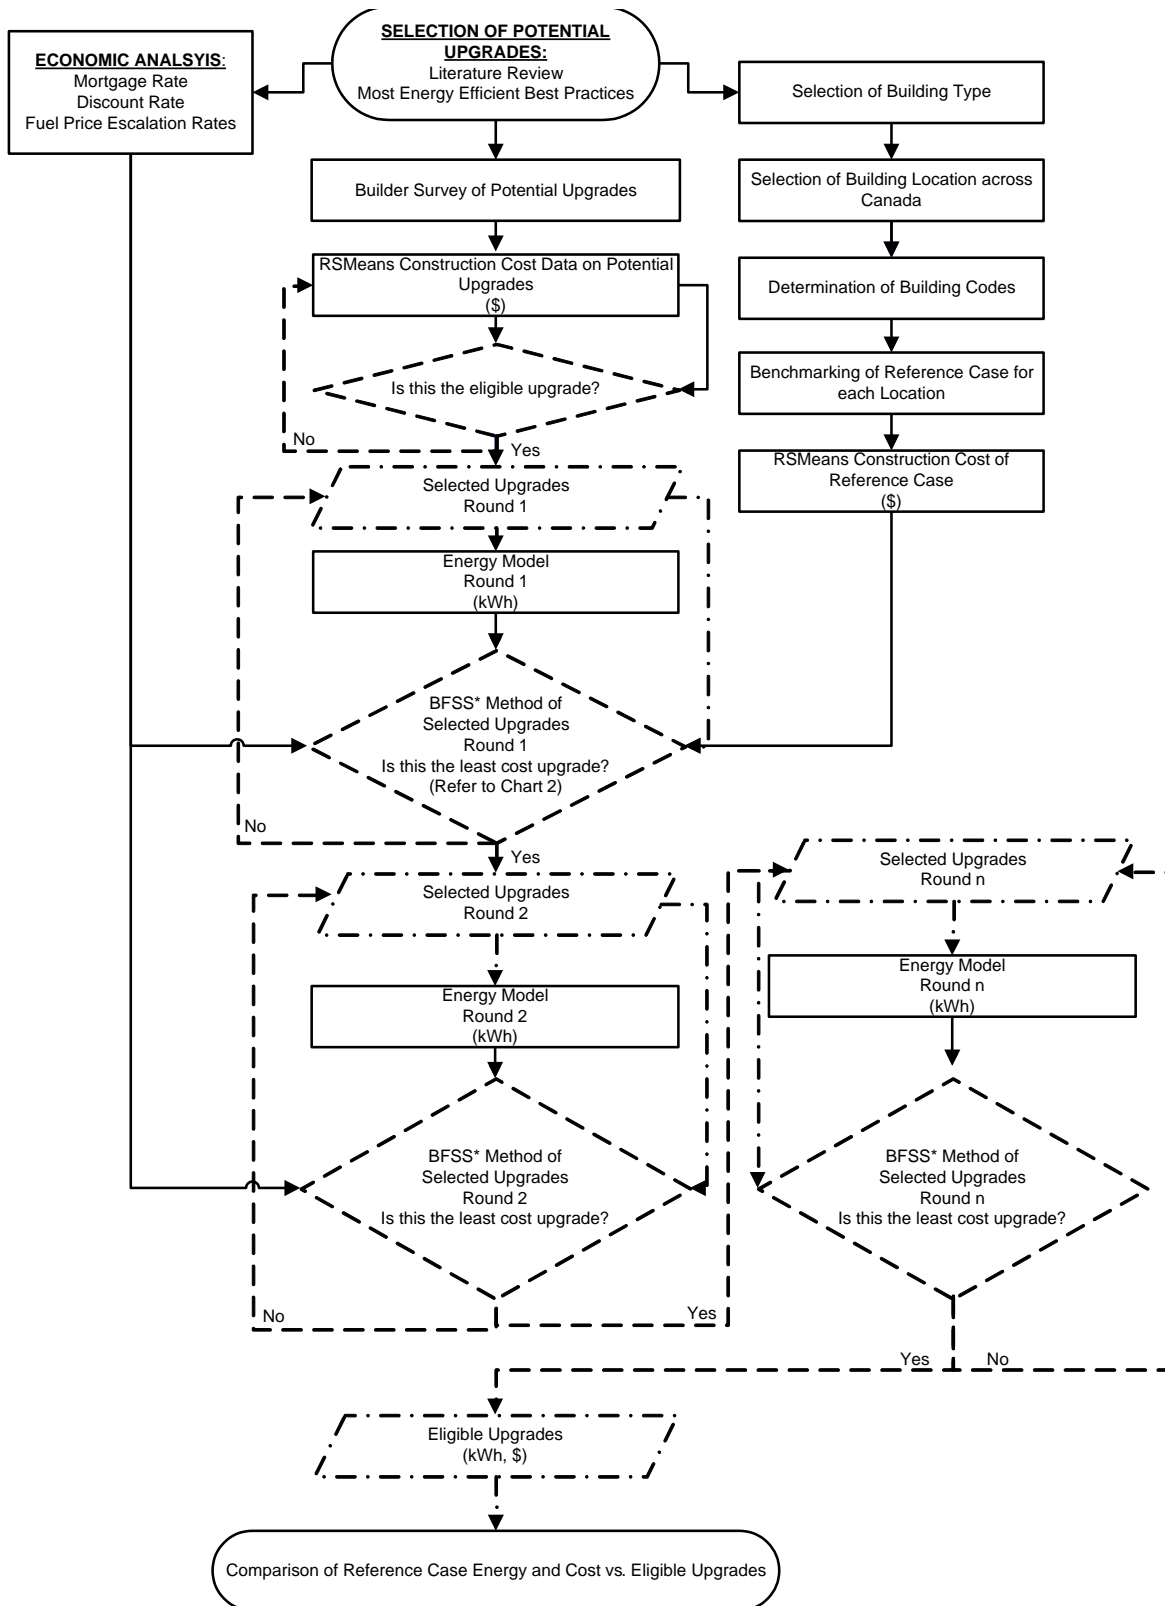 SELECTION OF POTENTIAL
UPGRADES:
Literature Review
Most Energy Efficient Best Practices
ECONOMIC ANALSYIS:
Mortgage Rate
Discount Rate
Fuel Price Escalation Rates
Selection of Building Type
Builder Survey of Potential Upgrades
Selection of Building Location across
Canada
RSMeans Construction Cost Data on Potential
Upgrades
($)
Determination of Building Codes
Is this the eligible upgrade?
Benchmarking of Reference Case for
each Location
No
Yes
RSMeans Construction Cost of
Reference Case
($)
Selected Upgrades
Round 1
Energy Model
Round 1
(kWh)
BFSS* Method of
Selected Upgrades
Round 1
Is this the least cost upgrade?
(Refer to Chart 2)
No
Yes
Selected Upgrades
Round 2
Selected Upgrades
Round n
Energy Model
Round 2
(kWh)
Energy Model
Round n
(kWh)
BFSS* Method of
Selected Upgrades
Round 2
Is this the least cost upgrade?
BFSS* Method of
Selected Upgrades
Round n
Is this the least cost upgrade?
No
Yes
Yes
No
Eligible Upgrades
(kWh, $)
Comparison of Reference Case Energy and Cost vs. Eligible Upgrades